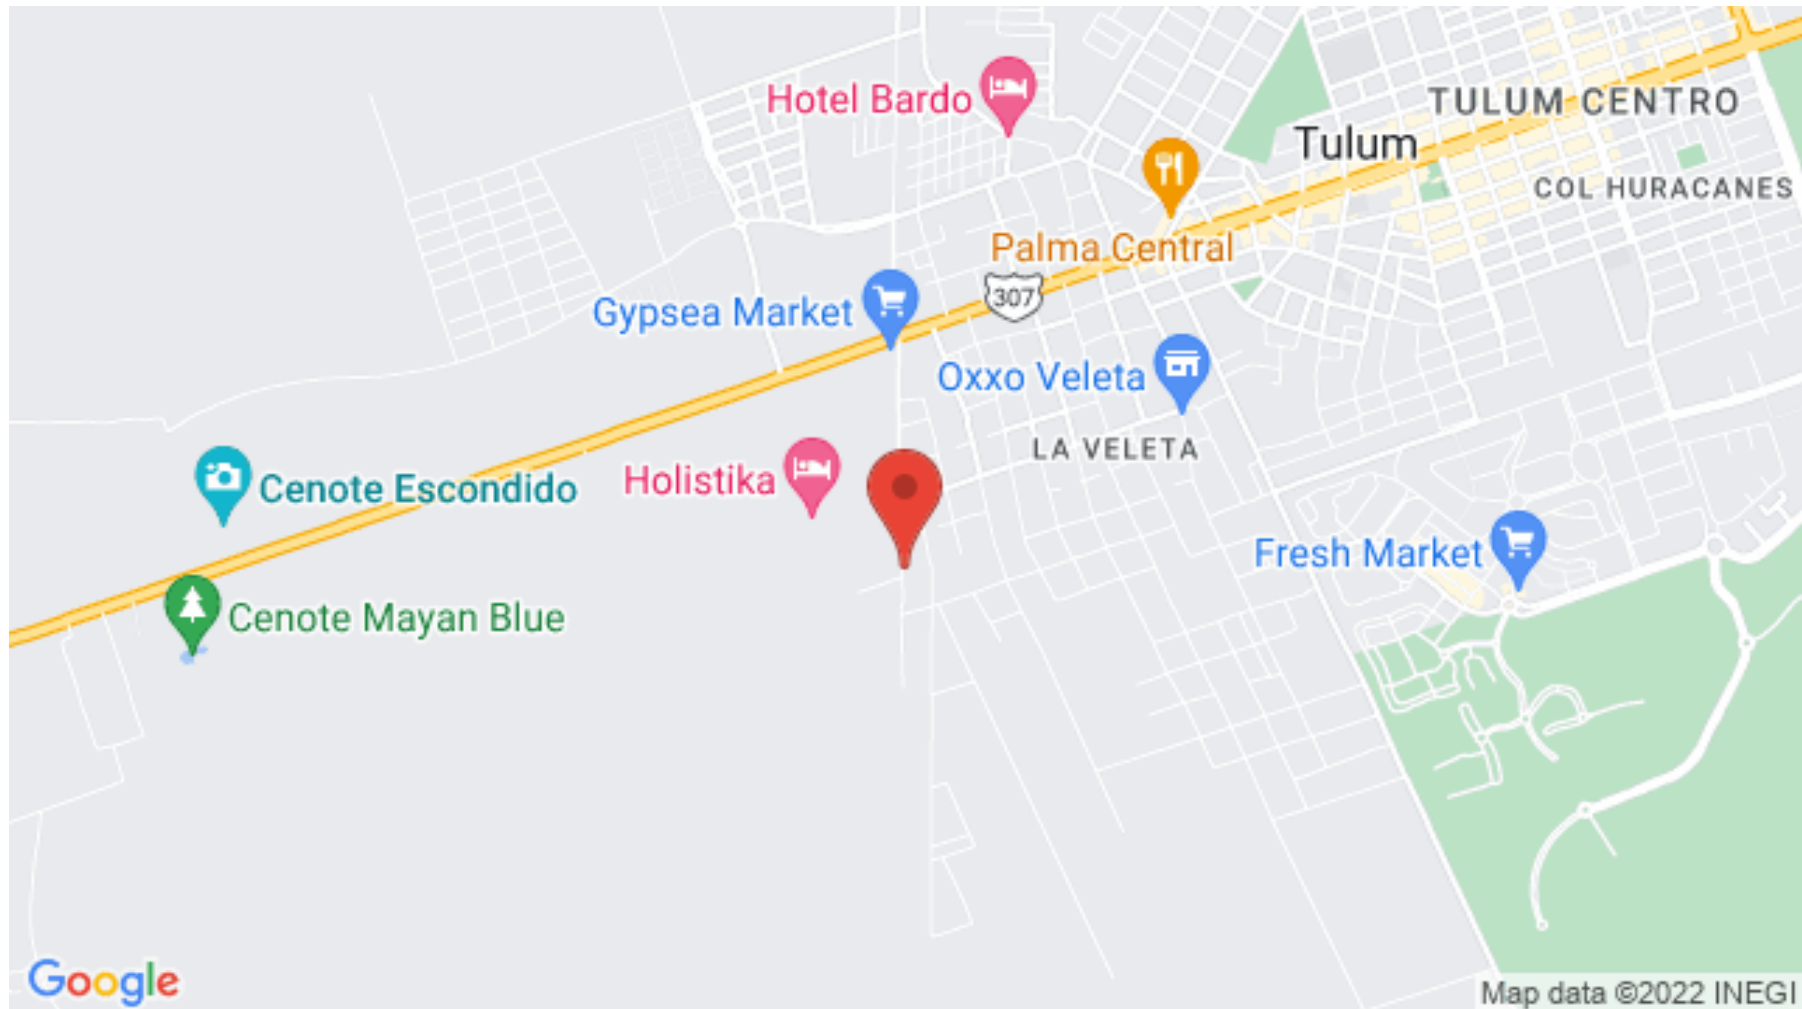 Hotel Bardo
TULUM CENTRO
Tulum
COL HURACANES
Palma Central
307
Gypsea Market
Oxxo Veleta
LA VELETA
Holistika
Cenote Escondido
Fresh Market
Cenote Mayan Blue
Google
Map data ©2022 INEGI